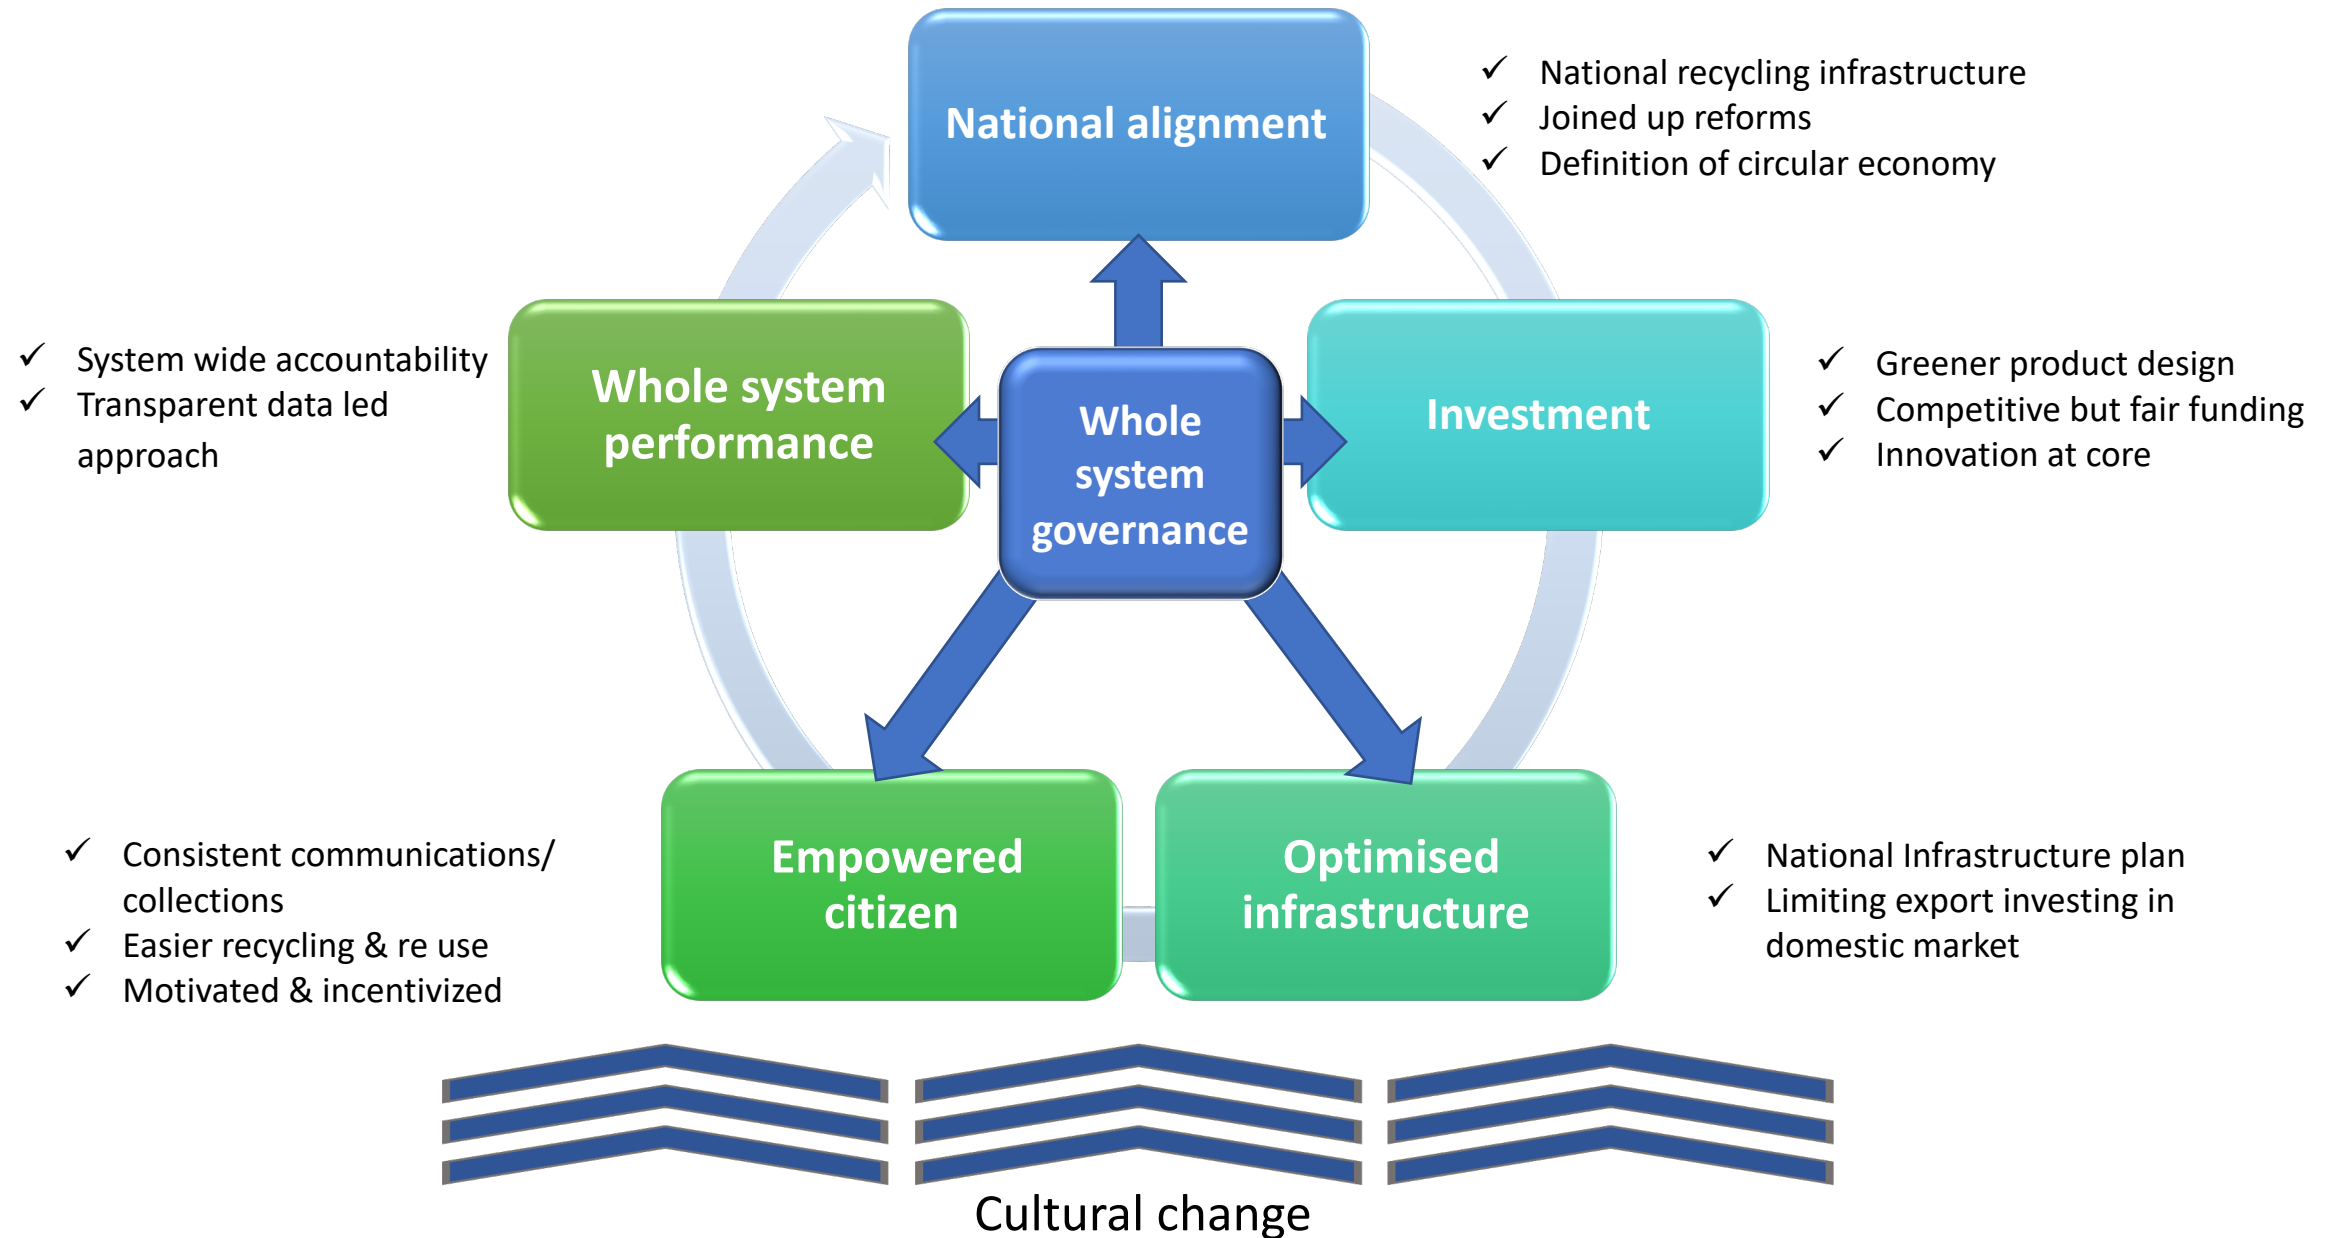 National alignment
✓ National recycling infrastructure
✓ Joined up reforms
✓ Definition of circular economy
Whole system
performance
✓ System wide accountability
✓ Transparent data led
approach
Whole
system
governance
Investment
✓ Greener product design
✓ Competitive but fair funding
✓ Innovation at core
Empowered
citizen
✓ Consistent communications/
collections
✓ Easier recycling & re use
✓ Motivated & incentivized
Optimised
infrastructure
✓ National Infrastructure plan
✓ Limiting export investing in
domestic market
Cultural change